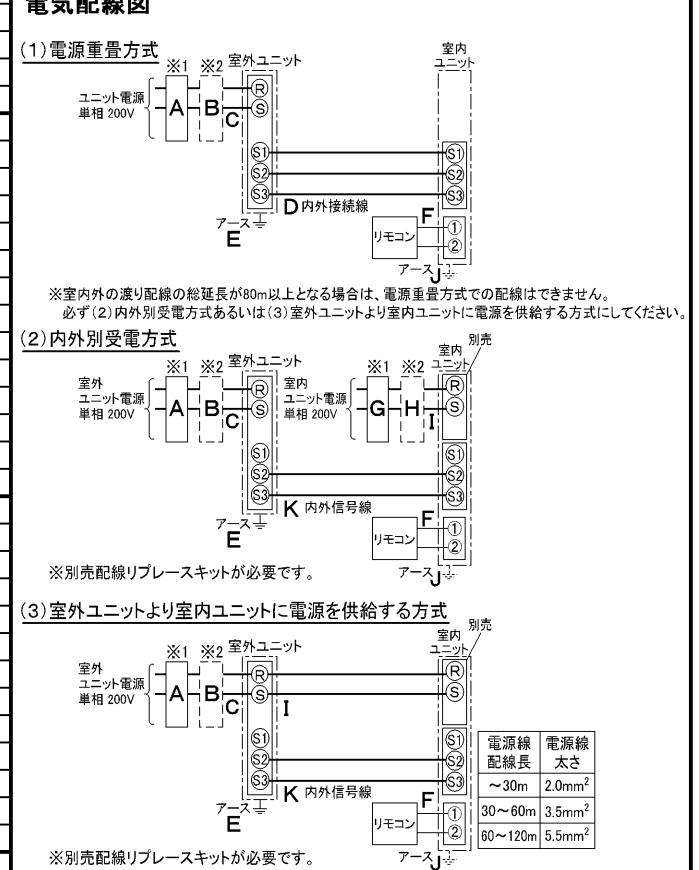 電気配線図
(1)電源重畳方式
※1 ※2 室外ユニット
室内
ユニット
ユニット電源
単相 200V
A B C
R
S
S1 S1
S2 S2
S3 S3
D 内外接続線
アース
E
リモコン
F
①
②
アース J
※室内外の渡り配線の総延長が80m以上となる場合は、電源重畳方式での配線はできません。
必ず(2)内外別受電方式あるいは(3)室外ユニットより室内ユニットに電源を供給する方式にしてください。
(2)内外別受電方式
※1 ※2 室外ユニット
※1 ※2
室内
ユニット
別売
室外
ユニット電源
単相 200V
A B C
R
S
室内
ユニット電源
単相 200V
G H I
R
S
S1 S1
S2 S2
S3 S3
K 内外信号線
アース
E
リモコン
F
①
②
アース J
※別売配線リプレースキットが必要です。
(3)室外ユニットより室内ユニットに電源を供給する方式
※1 ※2 室外ユニット
室内
ユニット
別売
室外
ユニット電源
単相 200V
A B C
R R
S S
I
S1 S1
S2 S2
S3 S3
K 内外信号線
アース
E
リモコン
F
①
②
アース J
電源線
配線長
電源線
太さ
～30m 2.0mm²
30～60m 3.5mm²
60～120m 5.5mm²
※別売配線リプレースキットが必要です。